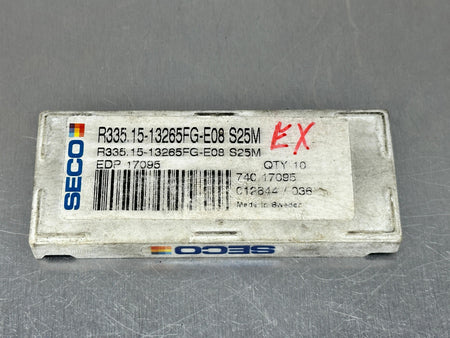 SECO
R335.15-13265FG-E08 S25M
EX
R335.15-13265FG-E08 S25M
EDP 17095 QTY 10
740.17095
012844 / 036
Made in Sweden
SECO